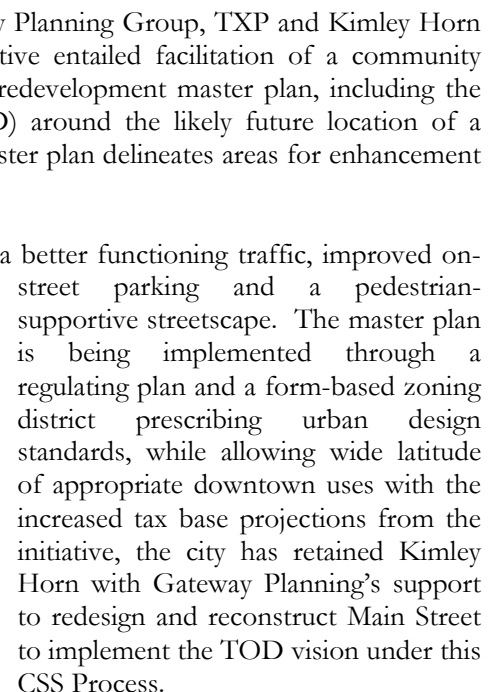 Planning Group, TXP and Kimley Horn
entailed facilitation of a community
redevelopment master plan, including the
around the likely future location of a
plan delineates areas for enhancement
a better functioning traffic, improved on-
street parking and a pedestrian-
supportive streetscape. The master plan
is being implemented through a
regulating plan and a form-based zoning
district prescribing urban design
standards, while allowing wide latitude
of appropriate downtown uses with the
increased tax base projections from the
initiative, the city has retained Kimley
Horn with Gateway Planning's support
to redesign and reconstruct Main Street
to implement the TOD vision under this
CSS Process.